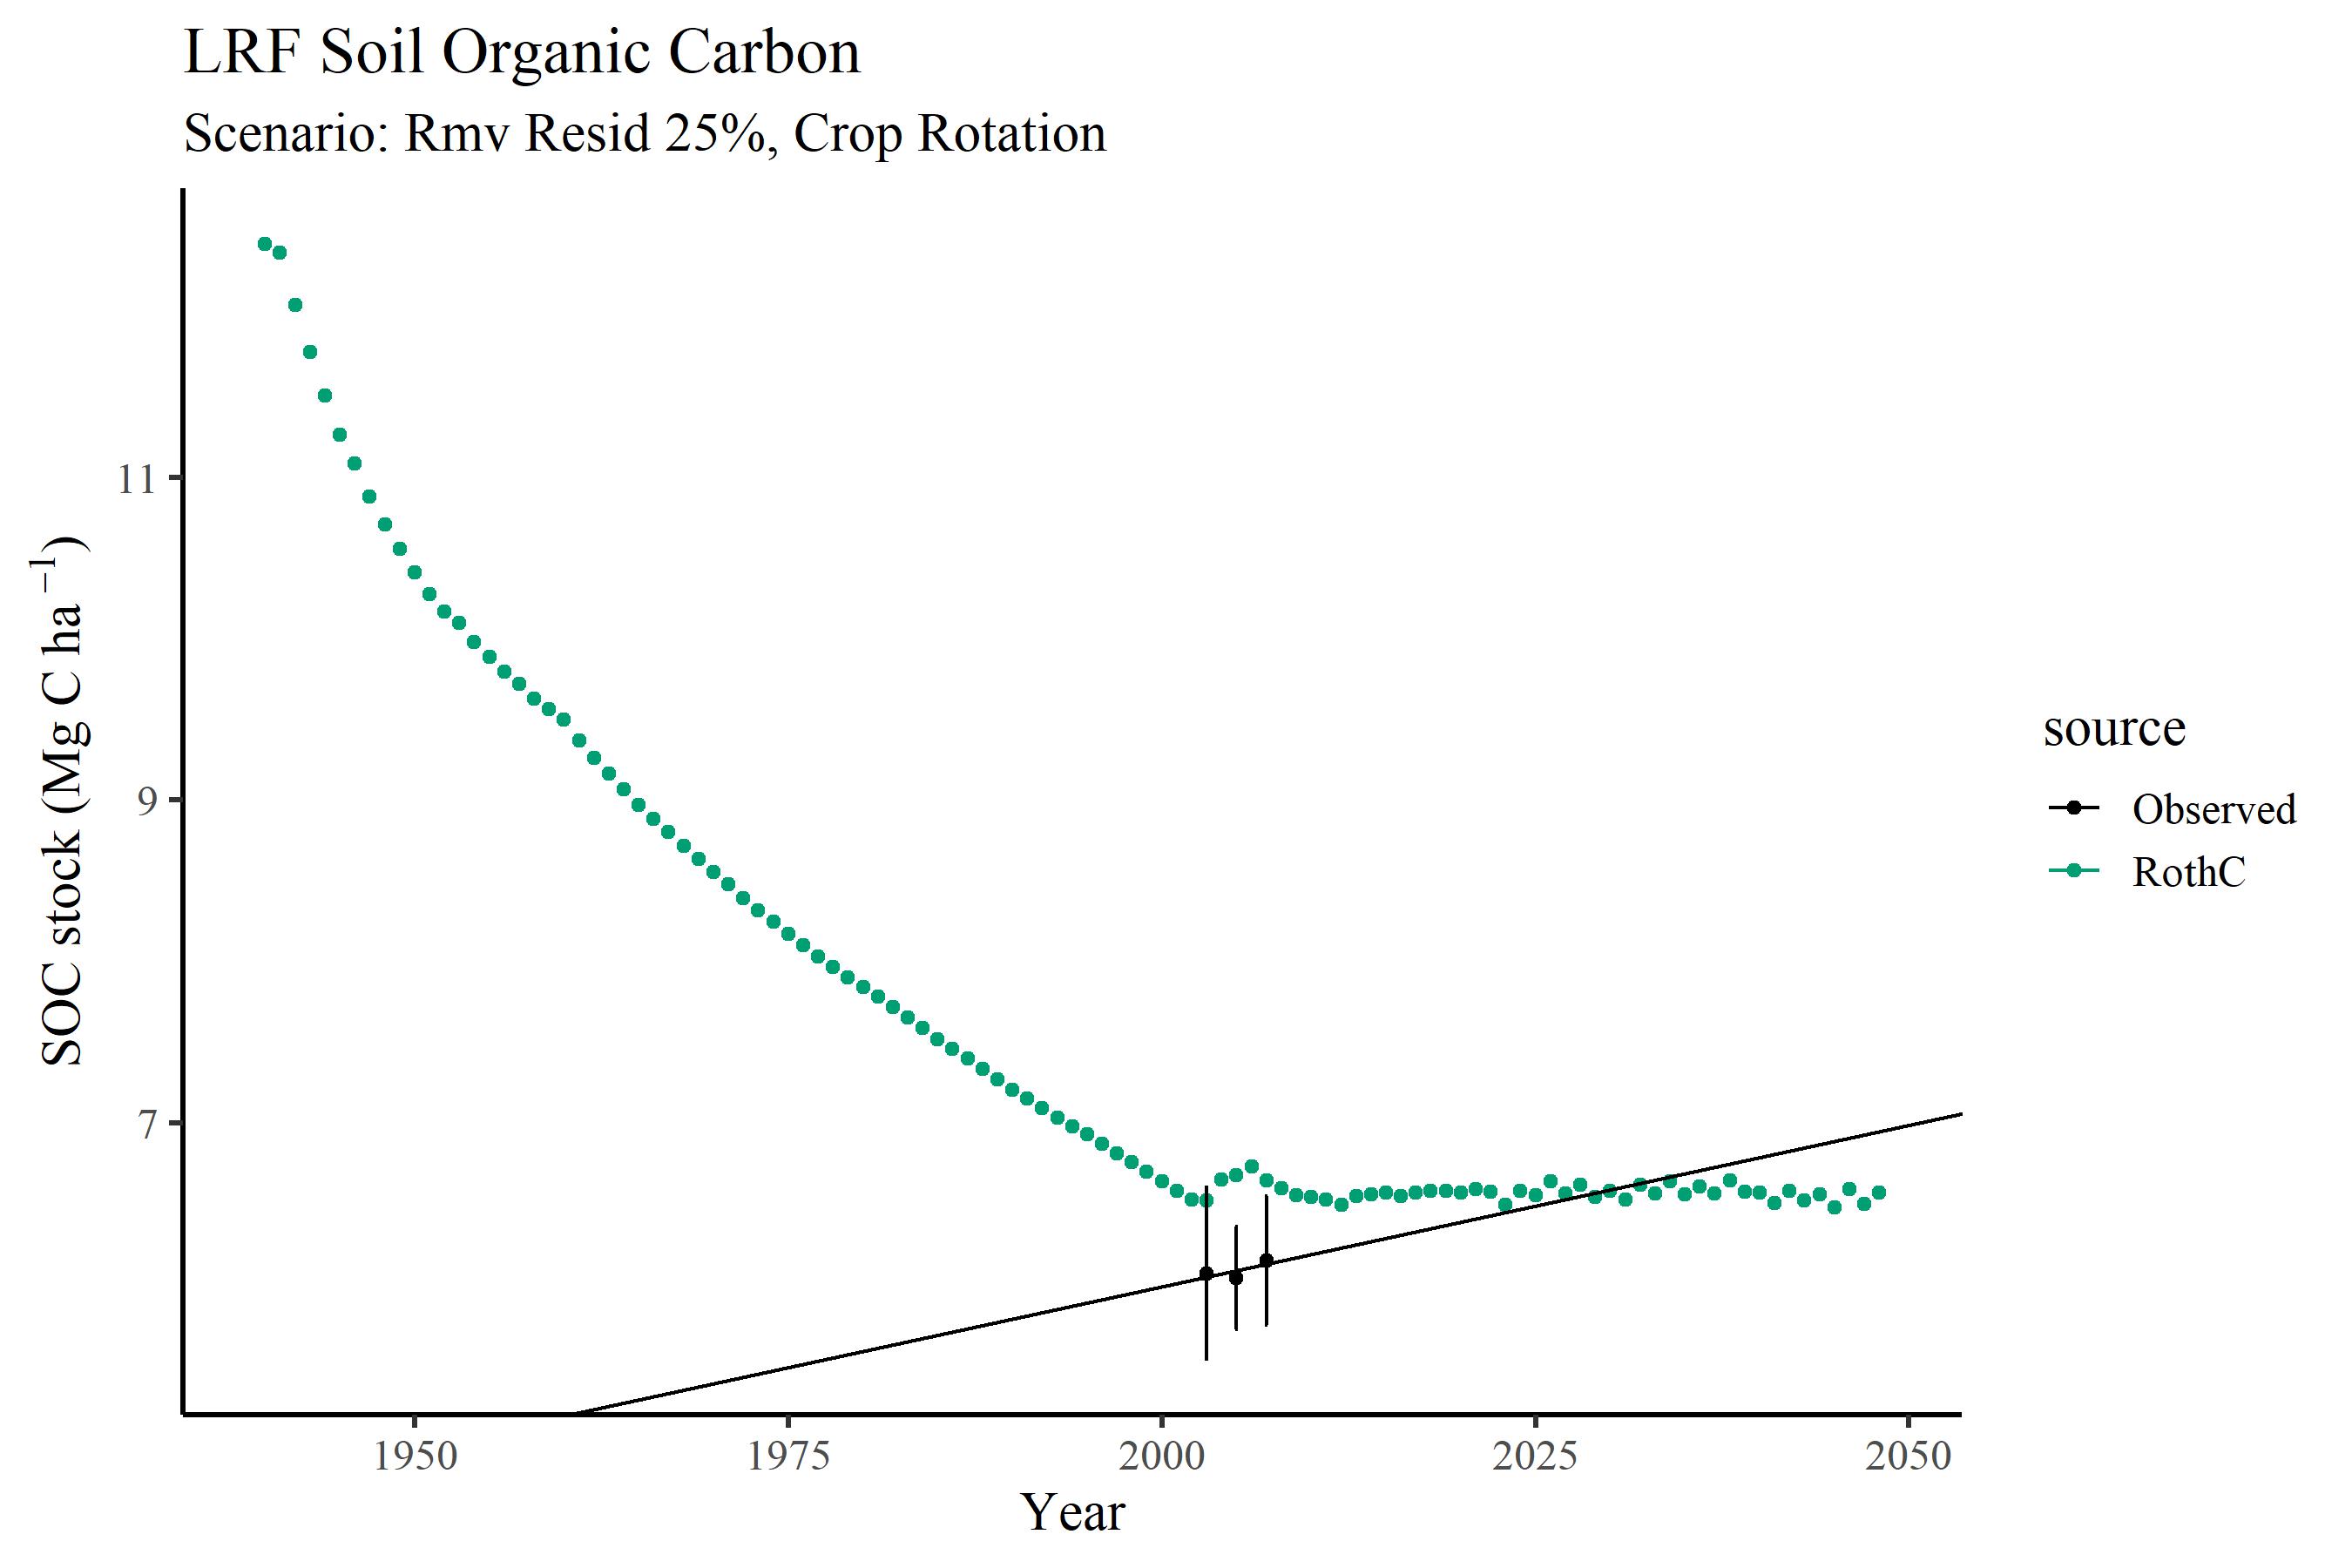 LRF Soil Organic Carbon
Scenario: Rmv Resid 25%, Crop Rotation
SOC stock (Mg C ha −1)
11
9
7
1950
1975
2000
2025
2050
Year
source
Observed
RothC